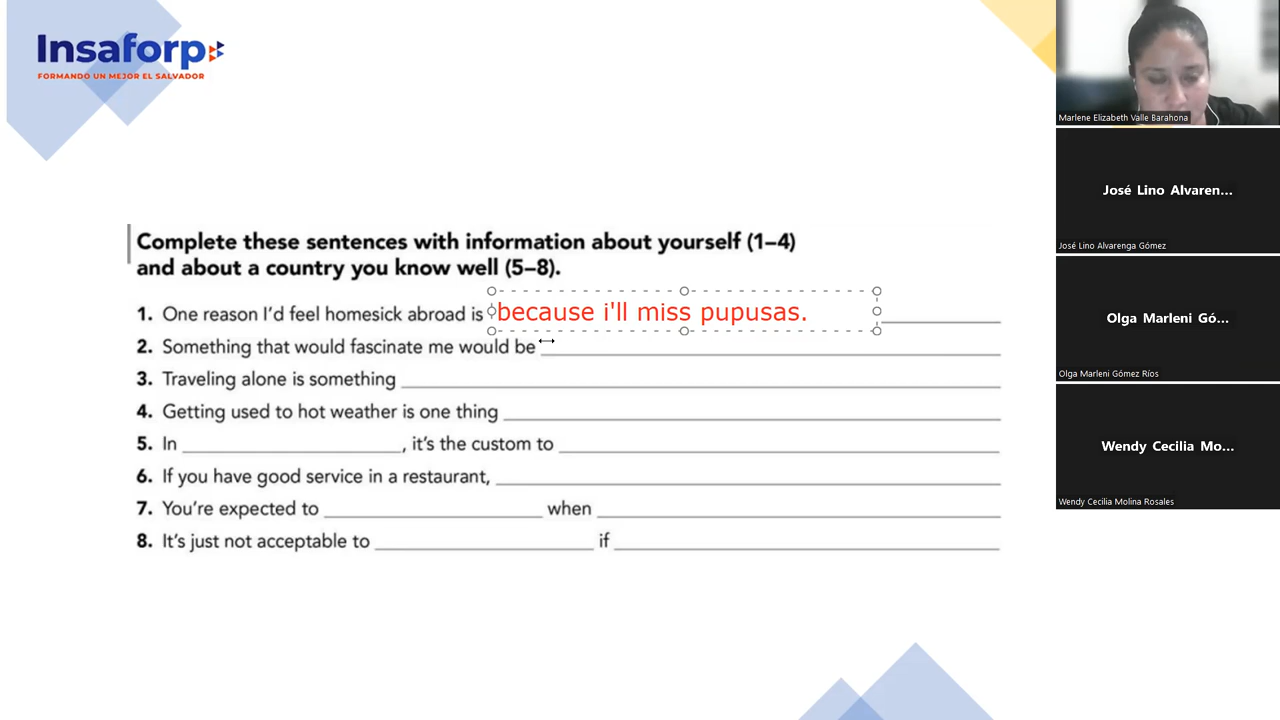 Insaforp
FORMANDO UN MEJOR EL SALVADOR
Complete these sentences with information about yourself (1–4)
and about a country you know well (5–8).
1. One reason I'd feel homesick abroad is because i'll miss pupusas.
2. Something that would fascinate me would be
3. Traveling alone is something
4. Getting used to hot weather is one thing
5. In , it's the custom to
6. If you have good service in a restaurant,
7. You're expected to when
8. It's just not acceptable to if
Marlene Elizabeth Valle Barahona
José Lino Alvaren...
José Lino Alvarenga Gómez
Olga Marleni Gó...
Olga Marleni Gómez Ríos
Wendy Cecilia Mo...
Wendy Cecilia Molina Rosales